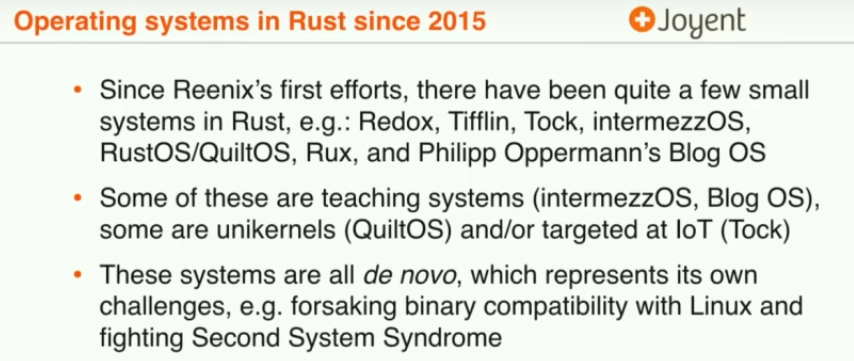 Operating systems in Rust since 2015
Joyent
• Since Reenix's first efforts, there have been quite a few small
systems in Rust, e.g.: Redox, Tifflin, Tock, intermezzOS,
RustOS/QuiltOS, Rux, and Philipp Oppermann's Blog OS
• Some of these are teaching systems (intermezzOS, Blog OS),
some are unikernels (QuiltOS) and/or targeted at IoT (Tock)
• These systems are all de novo, which represents its own
challenges, e.g. forsaking binary compatibility with Linux and
fighting Second System Syndrome